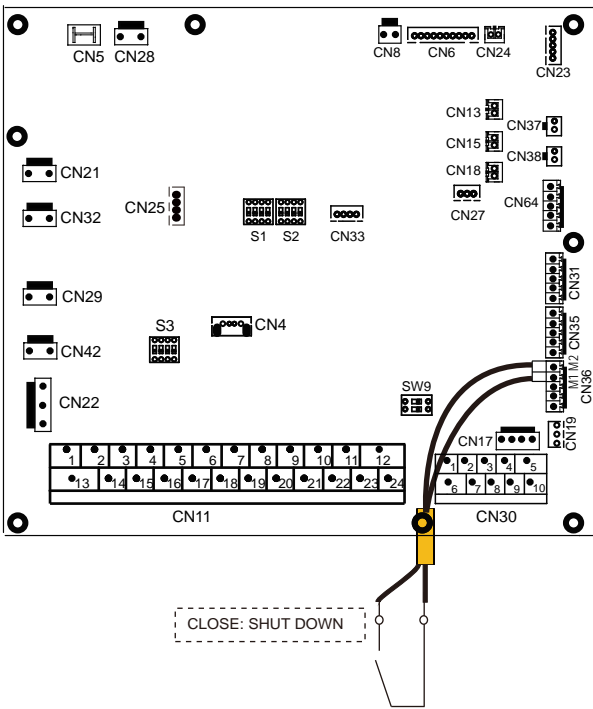 CN5
CN28
CN8
CN6
CN24
CN23
CN13
CN37
CN15
CN38
CN18
CN21
CN25
CN27
CN64
CN32
S1
S2
CN33
CN31
CN29
CN35
S3
CN4
CN42
M1 M2
CN36
SW9
CN22
CN17
CN19
1 2 3 4 5 6 7 8 9 10 11 12
13 14 15 16 17 18 19 20 21 22 23 24
CN11
1 2 3 4 5
6 7 8 9 10
CN30
CLOSE: SHUT DOWN